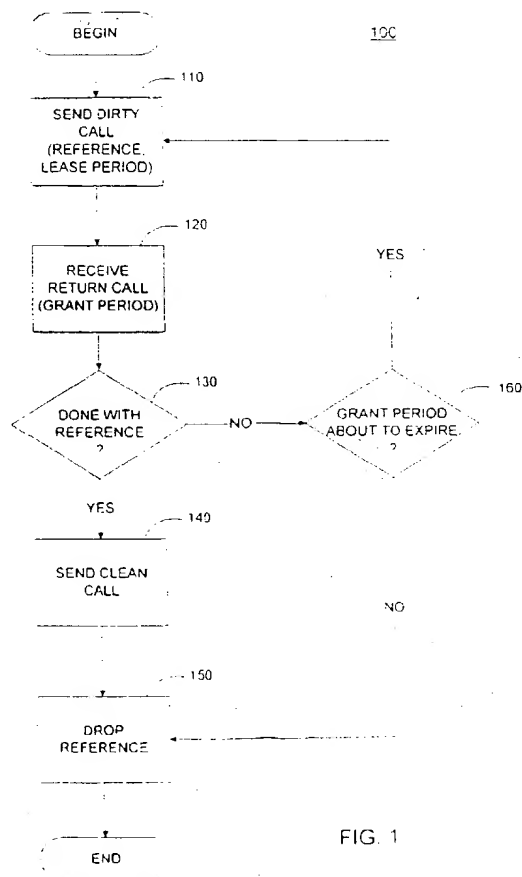 BEGIN
100
110
SEND DIRTY
CALL
(REFERENCE,
LEASE PERIOD)
120
RECEIVE
RETURN CALL
(GRANT PERIOD)
YES
130
DONE WITH
REFERENCE
?
NO
160
GRANT PERIOD
ABOUT TO EXPIRE
?
YES
140
SEND CLEAN
CALL
NO
150
DROP
REFERENCE
END
FIG. 1